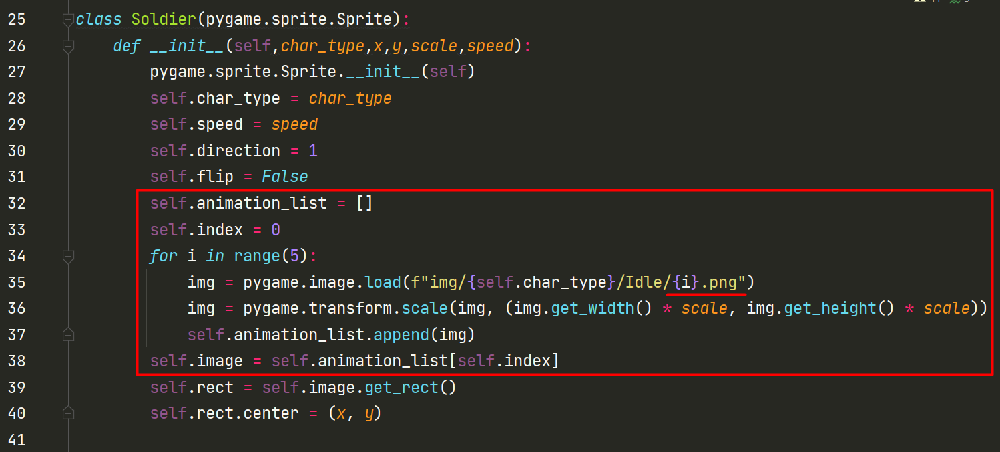 25 class Soldier(pygame.sprite.Sprite):
26 def __init__(self,char_type,x,y,scale,speed):
27 pygame.sprite.Sprite.__init__(self)
28 self.char_type = char_type
29 self.speed = speed
30 self.direction = 1
31 self.flip = False
32 self.animation_list = []
33 self.index = 0
34 for i in range(5):
35 img = pygame.image.load(f"img/{self.char_type}/Idle/{i}.png")
36 img = pygame.transform.scale(img, (img.get_width() * scale, img.get_height() * scale))
37 self.animation_list.append(img)
38 self.image = self.animation_list[self.index]
39 self.rect = self.image.get_rect()
40 self.rect.center = (x, y)
41